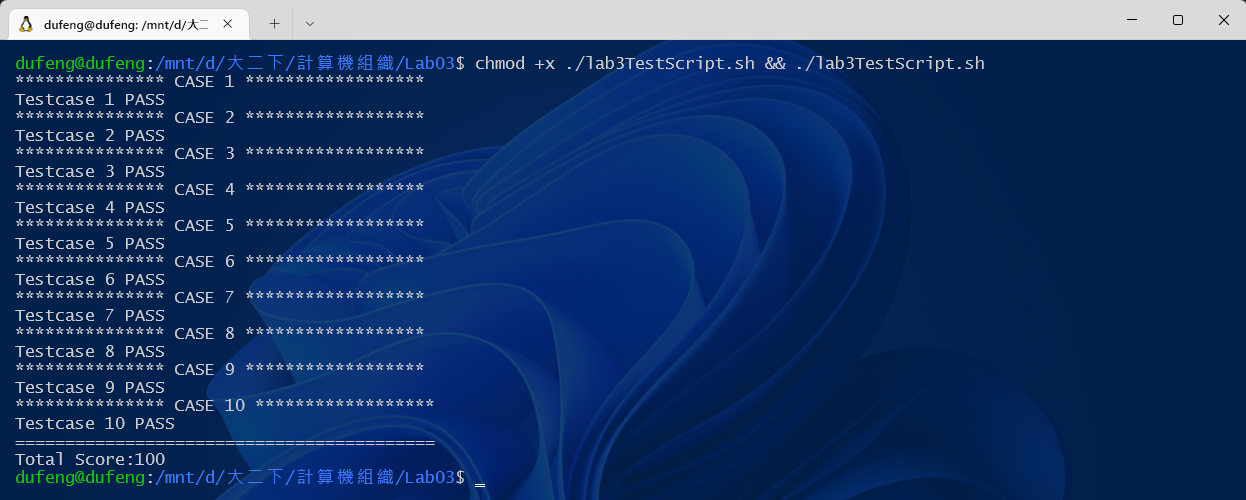 dufeng@dufeng: /mnt/d/大二
dufeng@dufeng:/mnt/d/大二下/計算機組織/Lab03$ chmod +x ./lab3TestScript.sh && ./lab3TestScript.sh
*************** CASE 1 ******************
Testcase 1 PASS
*************** CASE 2 ******************
Testcase 2 PASS
*************** CASE 3 ******************
Testcase 3 PASS
*************** CASE 4 ******************
Testcase 4 PASS
*************** CASE 5 ******************
Testcase 5 PASS
*************** CASE 6 ******************
Testcase 6 PASS
*************** CASE 7 ******************
Testcase 7 PASS
*************** CASE 8 ******************
Testcase 8 PASS
*************** CASE 9 ******************
Testcase 9 PASS
*************** CASE 10 ******************
Testcase 10 PASS
==========================================
Total Score:100
dufeng@dufeng:/mnt/d/大二下/計算機組織/Lab03$ _